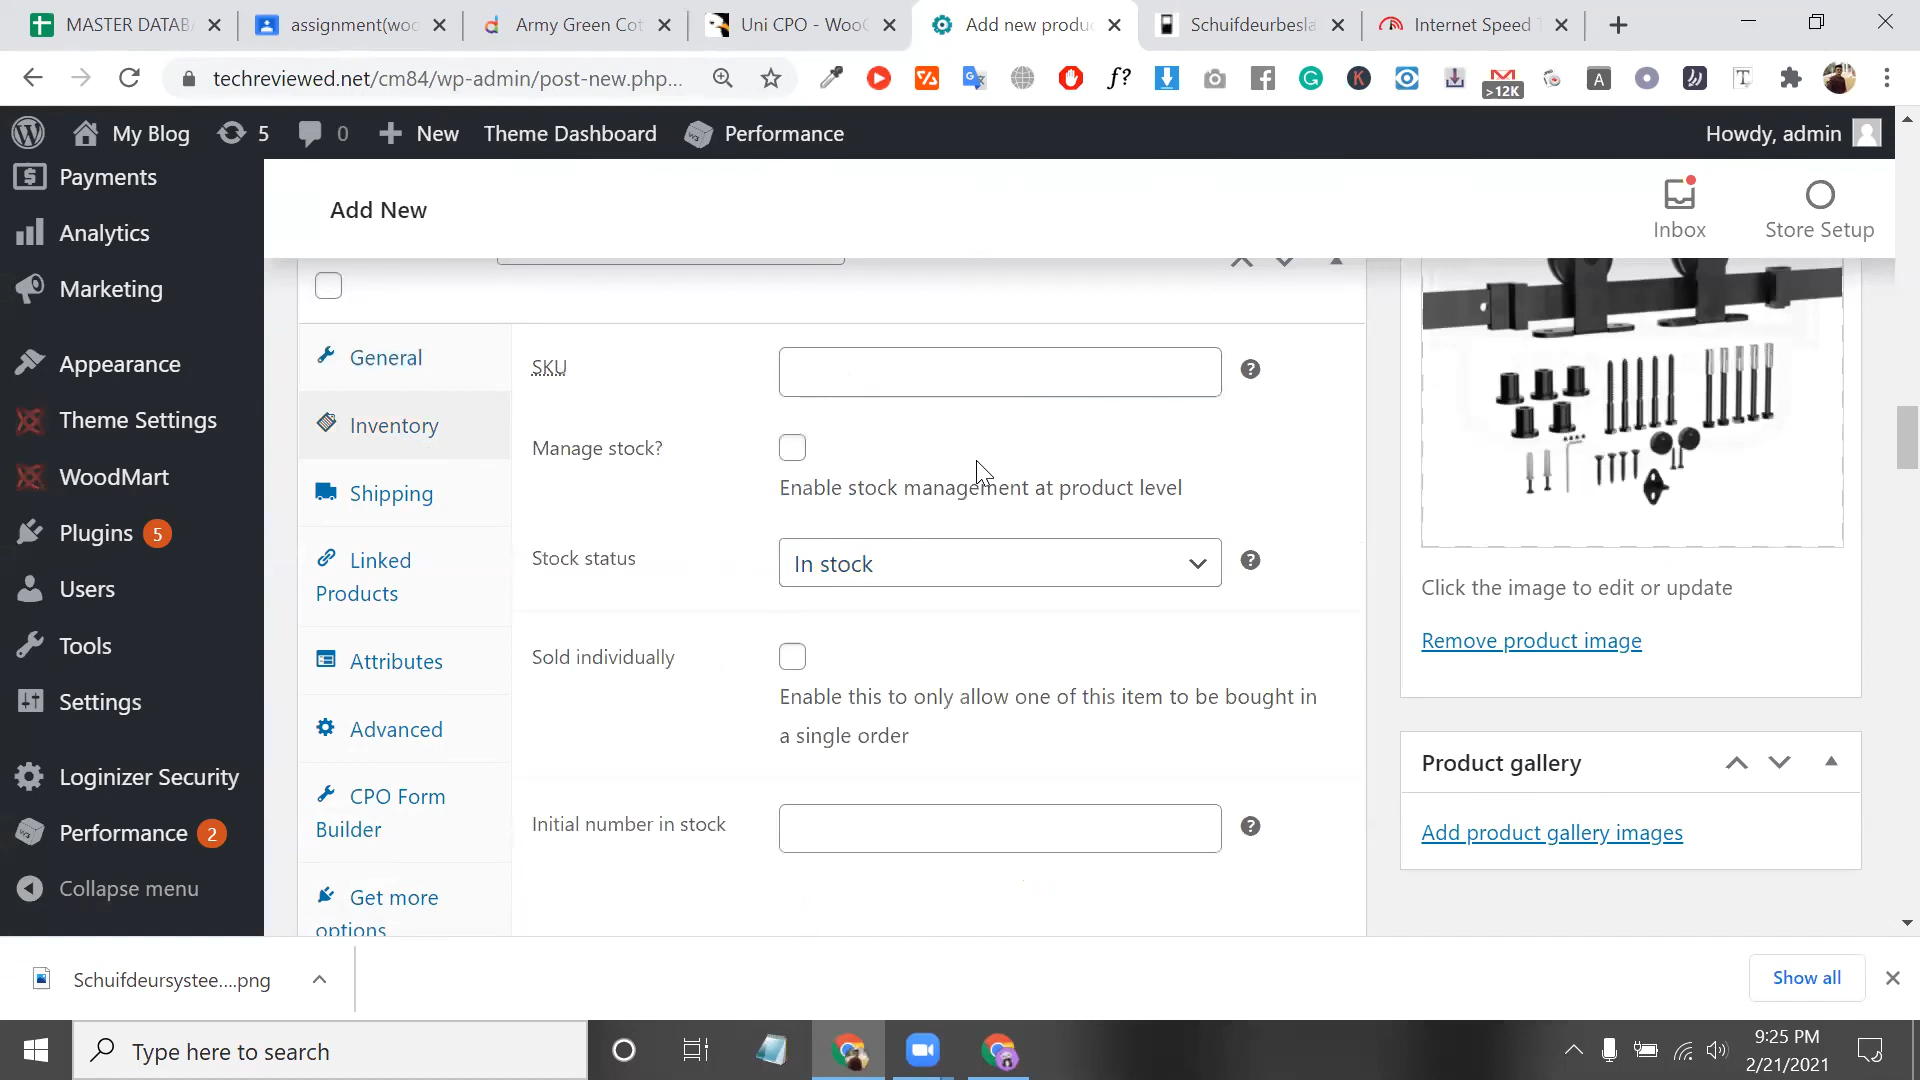 MASTER DATAB
assignment(woo
Army Green Cot
Uni CPO - WooC
Add new produc
Schuifdeurbesla
Internet Speed T
techreviewed.net/cm84/wp-admin/post-new.php...
f?
>12K
My Blog
5
0
New
Theme Dashboard
Performance
Howdy, admin
Payments
Analytics
Marketing
Appearance
Theme Settings
WoodMart
Plugins 5
Users
Tools
Settings
Loginizer Security
Performance 2
Collapse menu
Add New
Inbox
Store Setup
General
Inventory
Shipping
Linked
Products
Attributes
Advanced
CPO Form
Builder
Get more
options
SKU
Manage stock?
Enable stock management at product level
Stock status
In stock
Sold individually
Enable this to only allow one of this item to be bought in
a single order
Initial number in stock
Click the image to edit or update
Remove product image
Product gallery
Add product gallery images
Schuifdeursystee....png
Show all
Type here to search
9:25 PM
2/21/2021